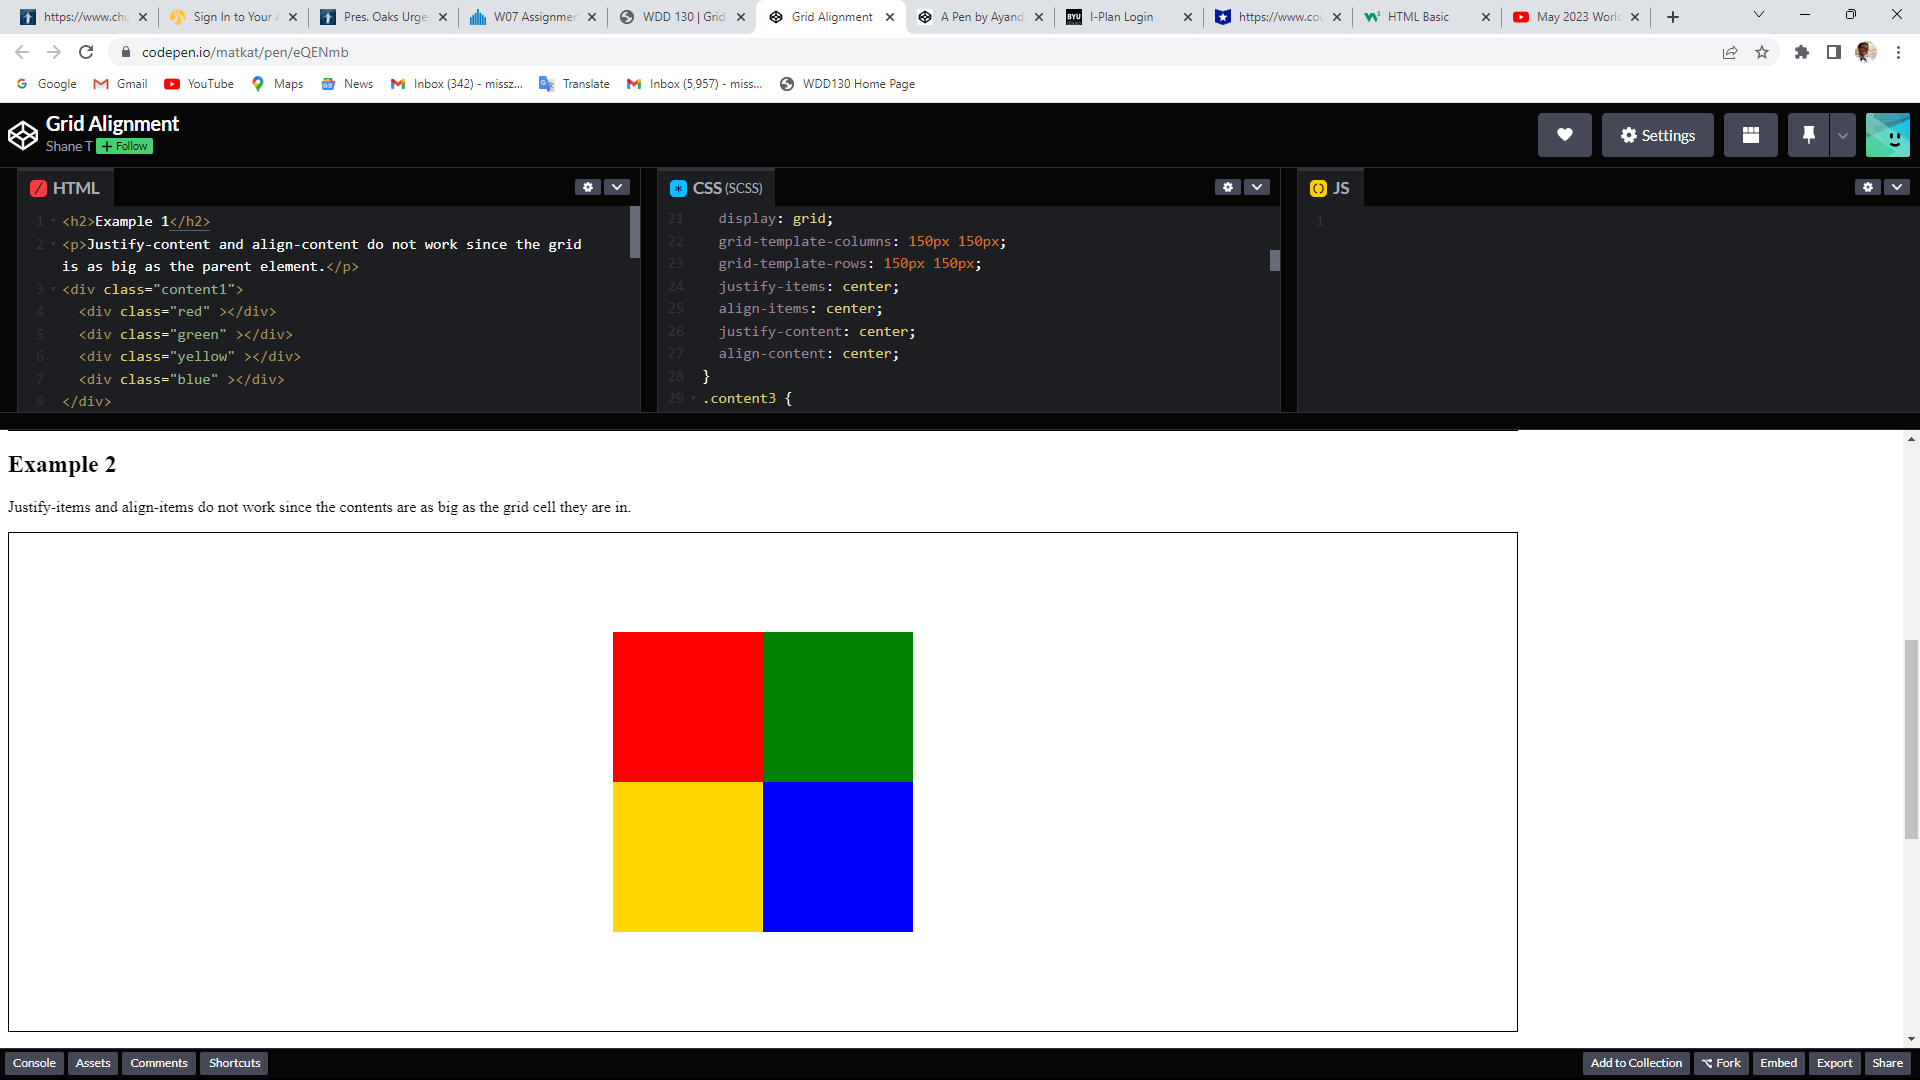 https://www.chu
Sign In to Your A
Pres. Oaks Urge
W07 Assignmen
WDD 130 | Grid
Grid Alignment
A Pen by Ayand
I-Plan Login
https://www.cou
HTML Basic
May 2023 Worl
codepen.io/matkat/pen/eQENmb
Google
Gmail
YouTube
Maps
News
Inbox (342) - missz...
Translate
Inbox (5,957) - miss...
WDD130 Home Page
Grid Alignment
Shane T + Follow
Settings
HTML
1 <h2>Example 1</h2>
2 <p>Justify-content and align-content do not work since the grid
is as big as the parent element.</p>
3 <div class="content1">
4 <div class="red" ></div>
5 <div class="green" ></div>
6 <div class="yellow" ></div>
7 <div class="blue" ></div>
8 </div>
CSS (SCSS)
21 display: grid;
22 grid-template-columns: 150px 150px;
23 grid-template-rows: 150px 150px;
24 justify-items: center;
25 align-items: center;
26 justify-content: center;
27 align-content: center;
28 }
29 .content3 {
JS
1
Example 2
Justify-items and align-items do not work since the contents are as big as the grid cell they are in.
Console
Assets
Comments
Shortcuts
Add to Collection
Fork
Embed
Export
Share